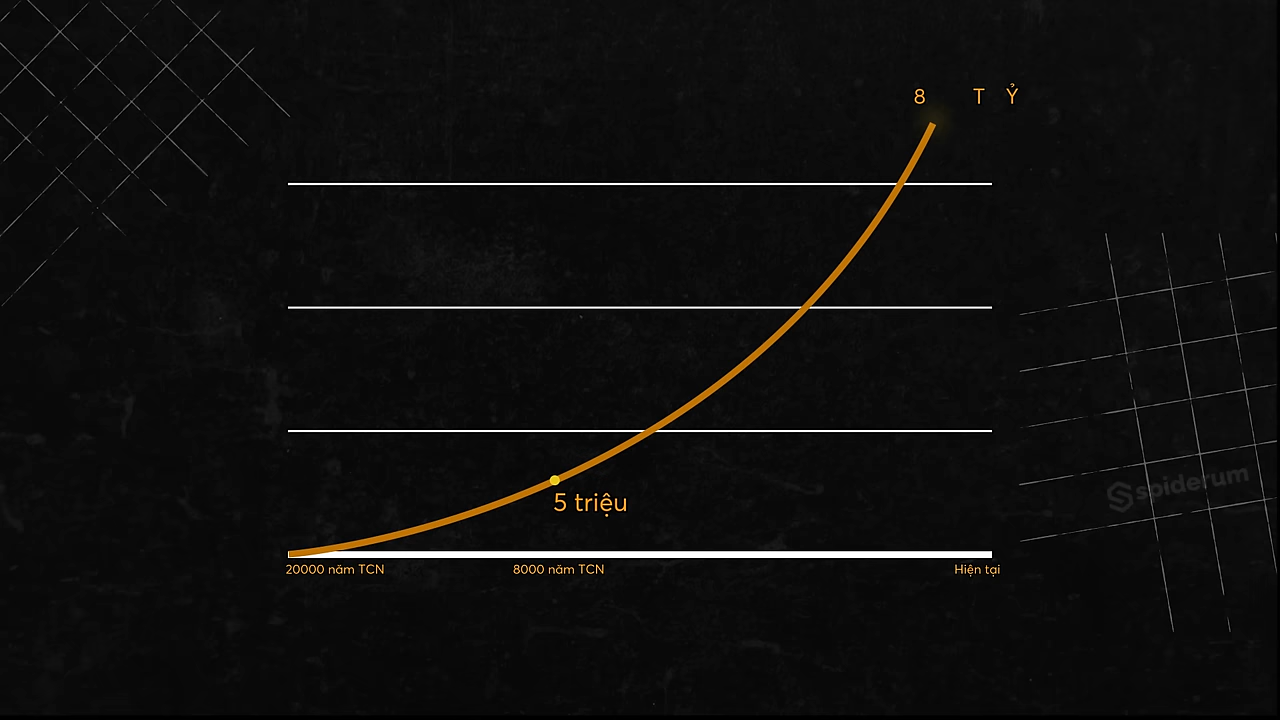 8 TỶ
spiderum
5 triệu
20000 năm TCN
8000 năm TCN
Hiện tại